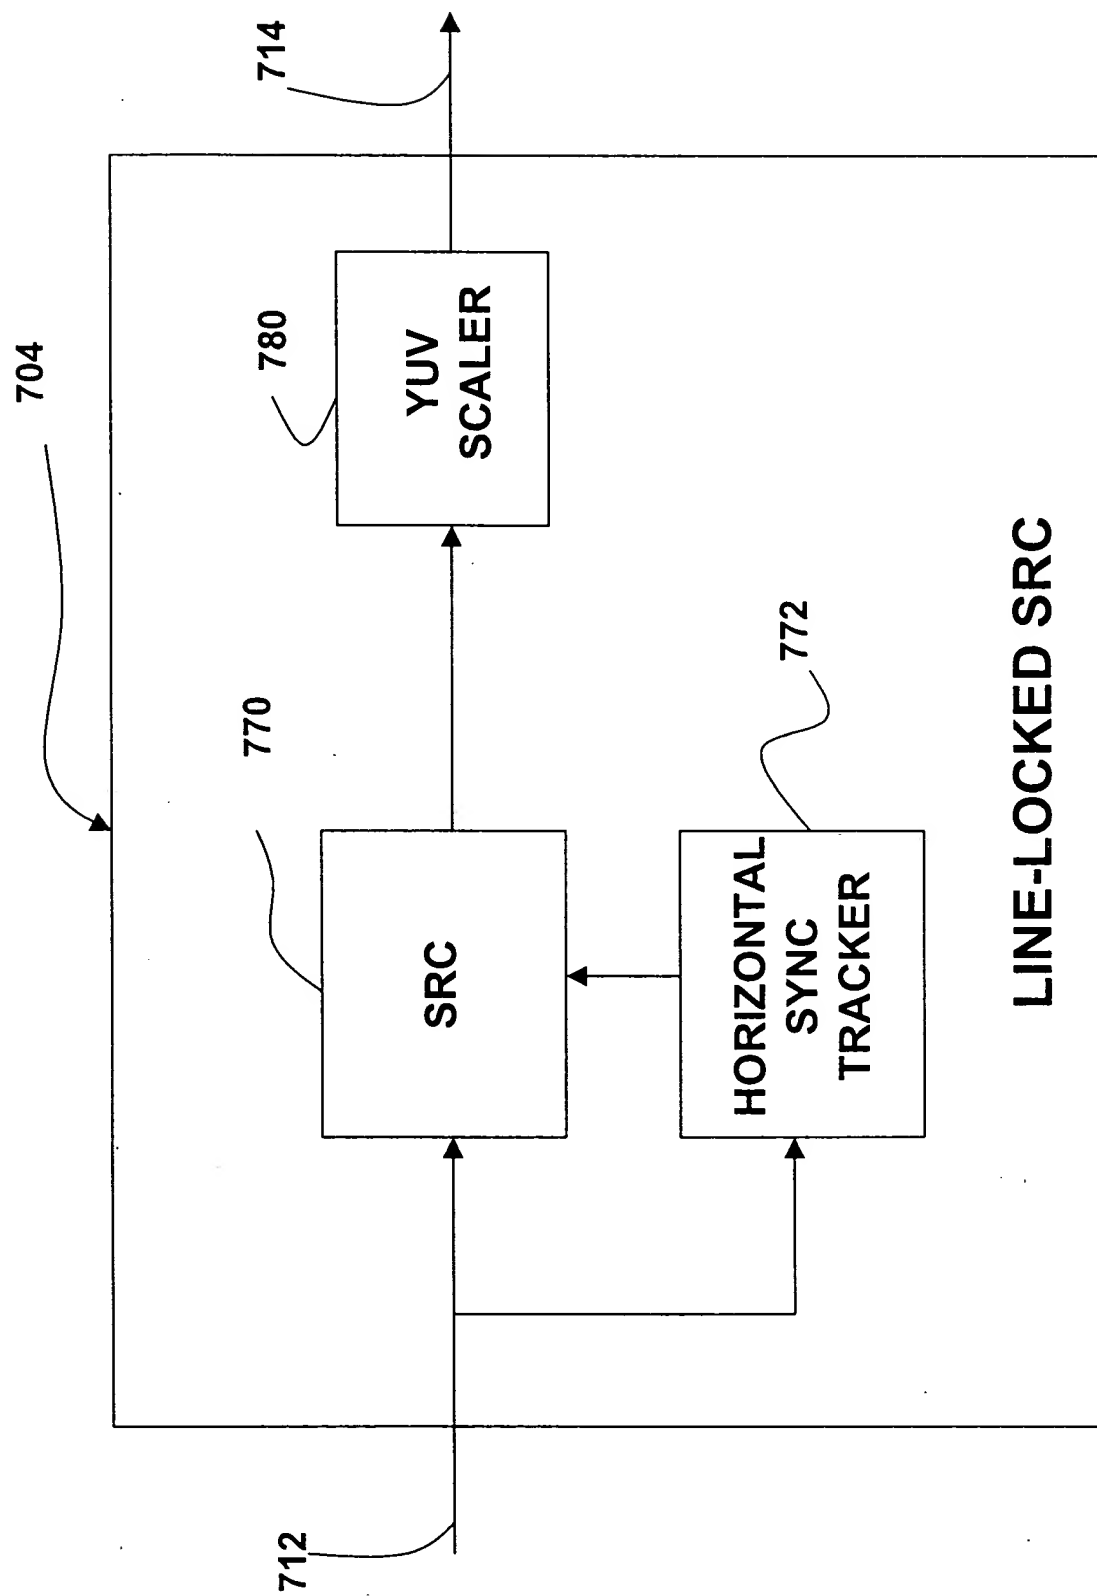 704
770
780
714
SRC
YUV
SCALER
712
772
HORIZONTAL
SYNC
TRACKER
LINE-LOCKED SRC